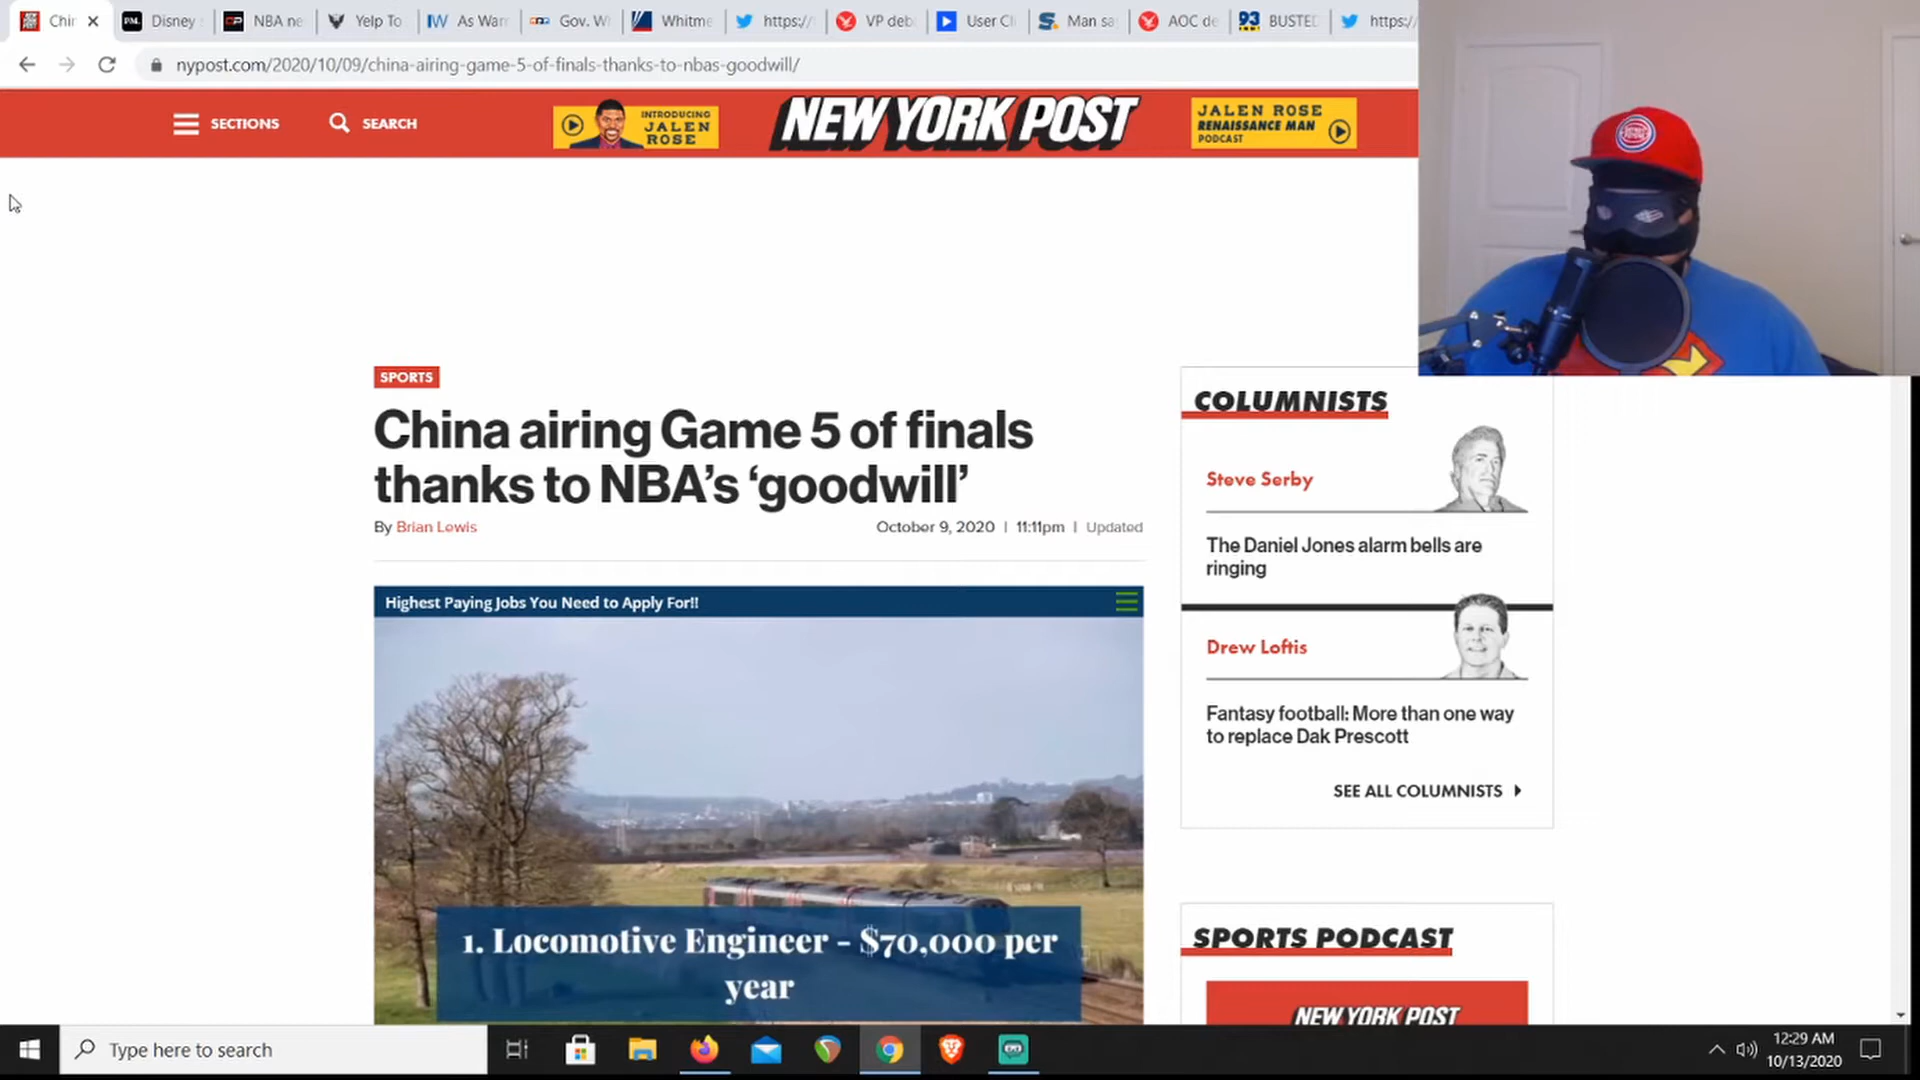 Chi
Disney
NBA ne
Yelp To
As Warr
Gov. W
Whitme
https://
VP deb
User Cl
Man sa
AOC de
BUSTED
https:/
nypost.com/2020/10/09/china-airing-game-5-of-finals-thanks-to-nbas-goodwill/
SECTIONS
SEARCH
INTRODUCING
JALEN
ROSE
NEW YORK POST
JALEN ROSE
RENAISSANCE MAN
PODCAST
SPORTS
China airing Game 5 of finals
thanks to NBA's 'goodwill'
By Brian Lewis
October 9, 2020 | 11:11pm | Updated
Highest Paying Jobs You Need to Apply For!!
1. Locomotive Engineer - $70,000 per
year
COLUMNISTS
Steve Serby
The Daniel Jones alarm bells are
ringing
Drew Loftis
Fantasy football: More than one way
to replace Dak Prescott
SEE ALL COLUMNISTS
SPORTS PODCAST
NEW YORK POST
Type here to search
12:29 AM
10/13/2020